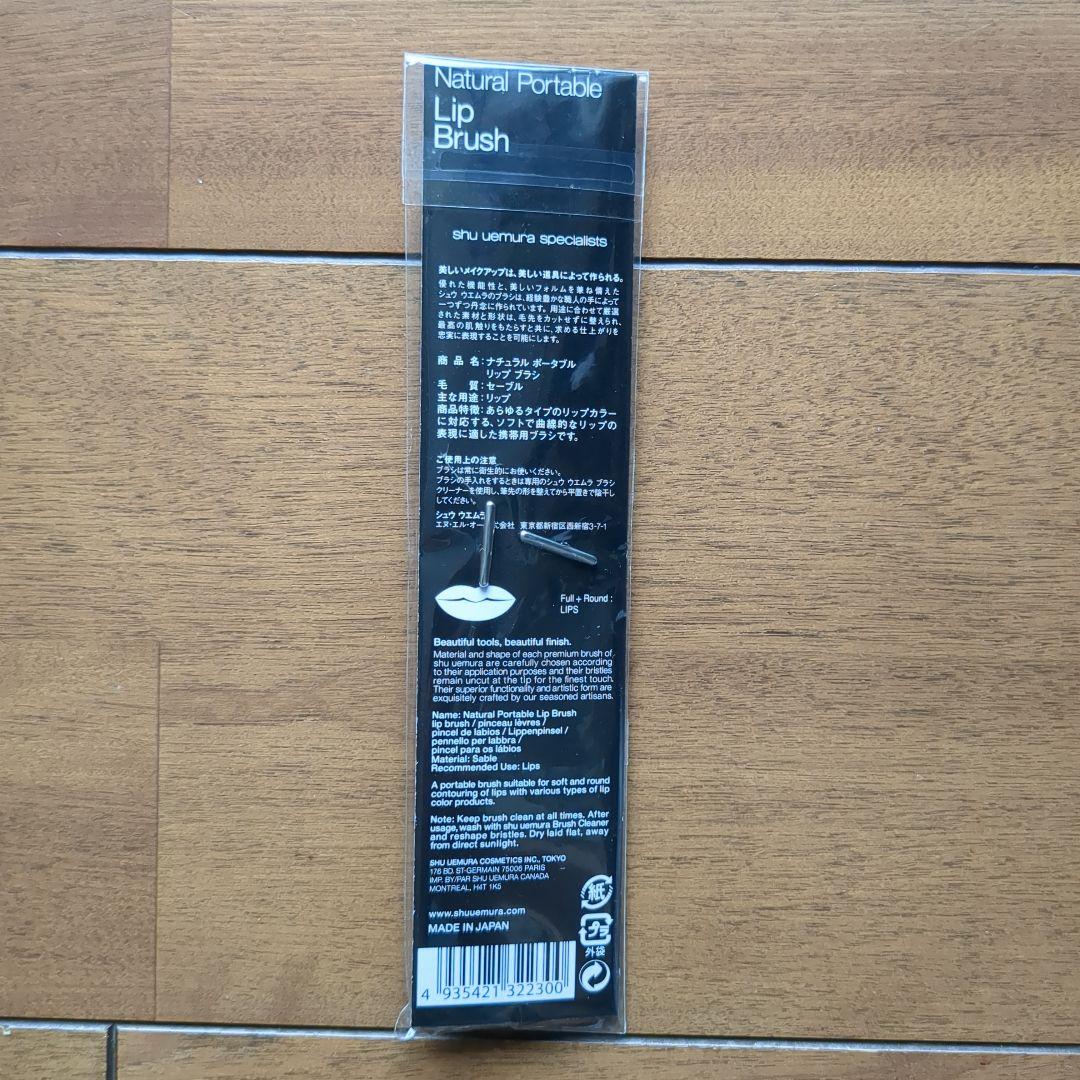 Natural Portable
Lip
Brush
shu uemura specialists
美しいメイクアップは、美しい道具によって作られる。
優れた機能性と、美しいフォルムを兼ね備えた
シュウ ウエムラのブラシは、経験豊かな職人の手によって
一つずつ丹念に作られています。用途に合わせて厳選
された素材と形状は、毛先をカットせずに整えられ、
最高の肌触りをもたらすと共に、求める仕上がりを
忠実に表現することを可能にします。
商 品 名：ナチュラル ポータブル
リップ ブラシ
毛 質：セーブル
主な用途：リップ
商品特徴：あらゆるタイプのリップカラー
に対応する、ソフトで曲線的なリップの
表現に適した携帯用ブラシです。
ご使用上の注意
ブラシは常に衛生的にお使いください。
ブラシの手入れをするときは専用のシュウ ウエムラ ブラシ
クリーナーを使用し、筆先の形を整えてから平置きで陰干し
してください。
シュウ ウエムラ
エヌ・エル・オー 式会社 東京都新宿区西新宿3-7-1
Full + Round :
LIPS
Beautiful tools, beautiful finish.
Material and shape of each premium brush of
shu uemura are carefully chosen according
to their application purposes and their bristles
remain uncut at the tip for the finest touch.
Their superior functionality and artistic form are
exquisitely crafted by our seasoned artisans.
Name: Natural Portable Lip Brush
lip brush / pinceau lèvres /
pincel de labios / Lippenpinsel /
pennello per labbra /
pincel para os lábios
Material: Sable
Recommended Use: Lips
A portable brush suitable for soft and round
contouring of lips with various types of lip
color products.
Note: Keep brush clean at all times. After
usage, wash with shu uemura Brush Cleaner
and reshape bristles. Dry laid flat, away
from direct sunlight.
SHU UEMURA COSMETICS INC., TOKYO
176 BD. ST-GERMAIN 75006 PARIS
IMP. BY/PAR SHU UEMURA CANADA
MONTREAL, H4T 1K5
www.shuuemura.com
MADE IN JAPAN
紙
プラ
外袋
4 935421 322300